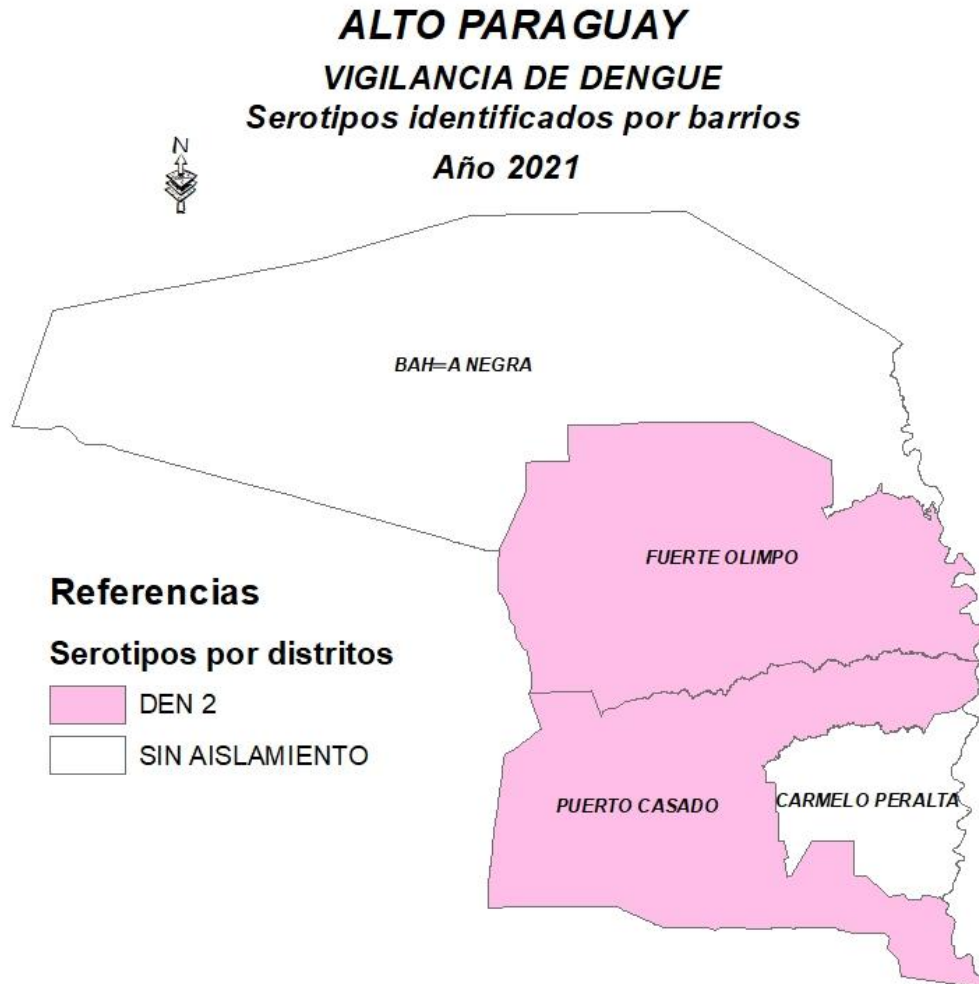 ALTO PARAGUAY
VIGILANCIA DE DENGUE
Serotipos identificados por barrios
Año 2021
N
BAH=A NEGRA
FUERTE OLIMPO
Referencias
Serotipos por distritos
DEN 2
SIN AISLAMIENTO
PUERTO CASADO
CARMELO PERALTA